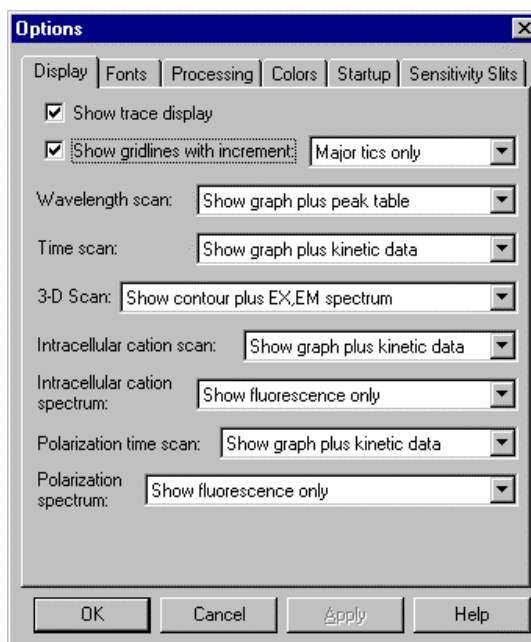 Options
Display Fonts Processing Colors Startup Sensitivity Slits
Show trace display
Show gridlines with increment: Major tics only
Wavelength scan: Show graph plus peak table
Time scan: Show graph plus kinetic data
3-D Scan: Show contour plus EX,EM spectrum
Intracellular cation scan: Show graph plus kinetic data
Intracellular cation
spectrum: Show fluorescence only
Polarization time scan: Show graph plus kinetic data
Polarization
spectrum: Show fluorescence only
OK Cancel Apply Help